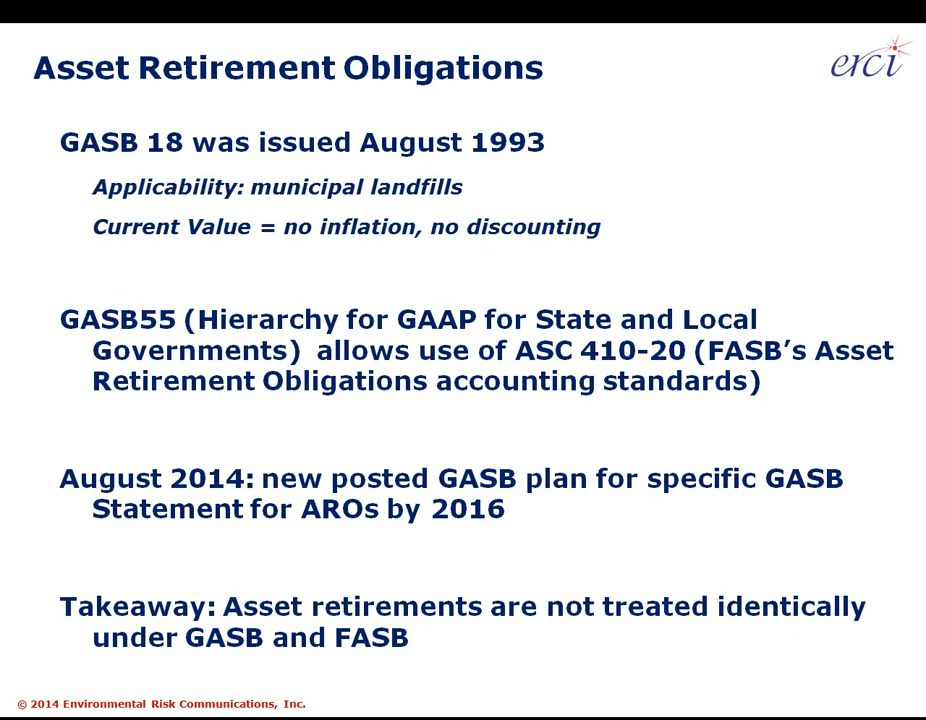 Asset Retirement Obligations
erci
GASB 18 was issued August 1993
Applicability: municipal landfills
Current Value = no inflation, no discounting
GASB55 (Hierarchy for GAAP for State and Local
Governments)  allows use of ASC 410-20 (FASB’s Asset
Retirement Obligations accounting standards)
August 2014: new posted GASB plan for specific GASB
Statement for AROs by 2016
Takeaway: Asset retirements are not treated identically
under GASB and FASB
© 2014 Environmental Risk Communications, Inc.